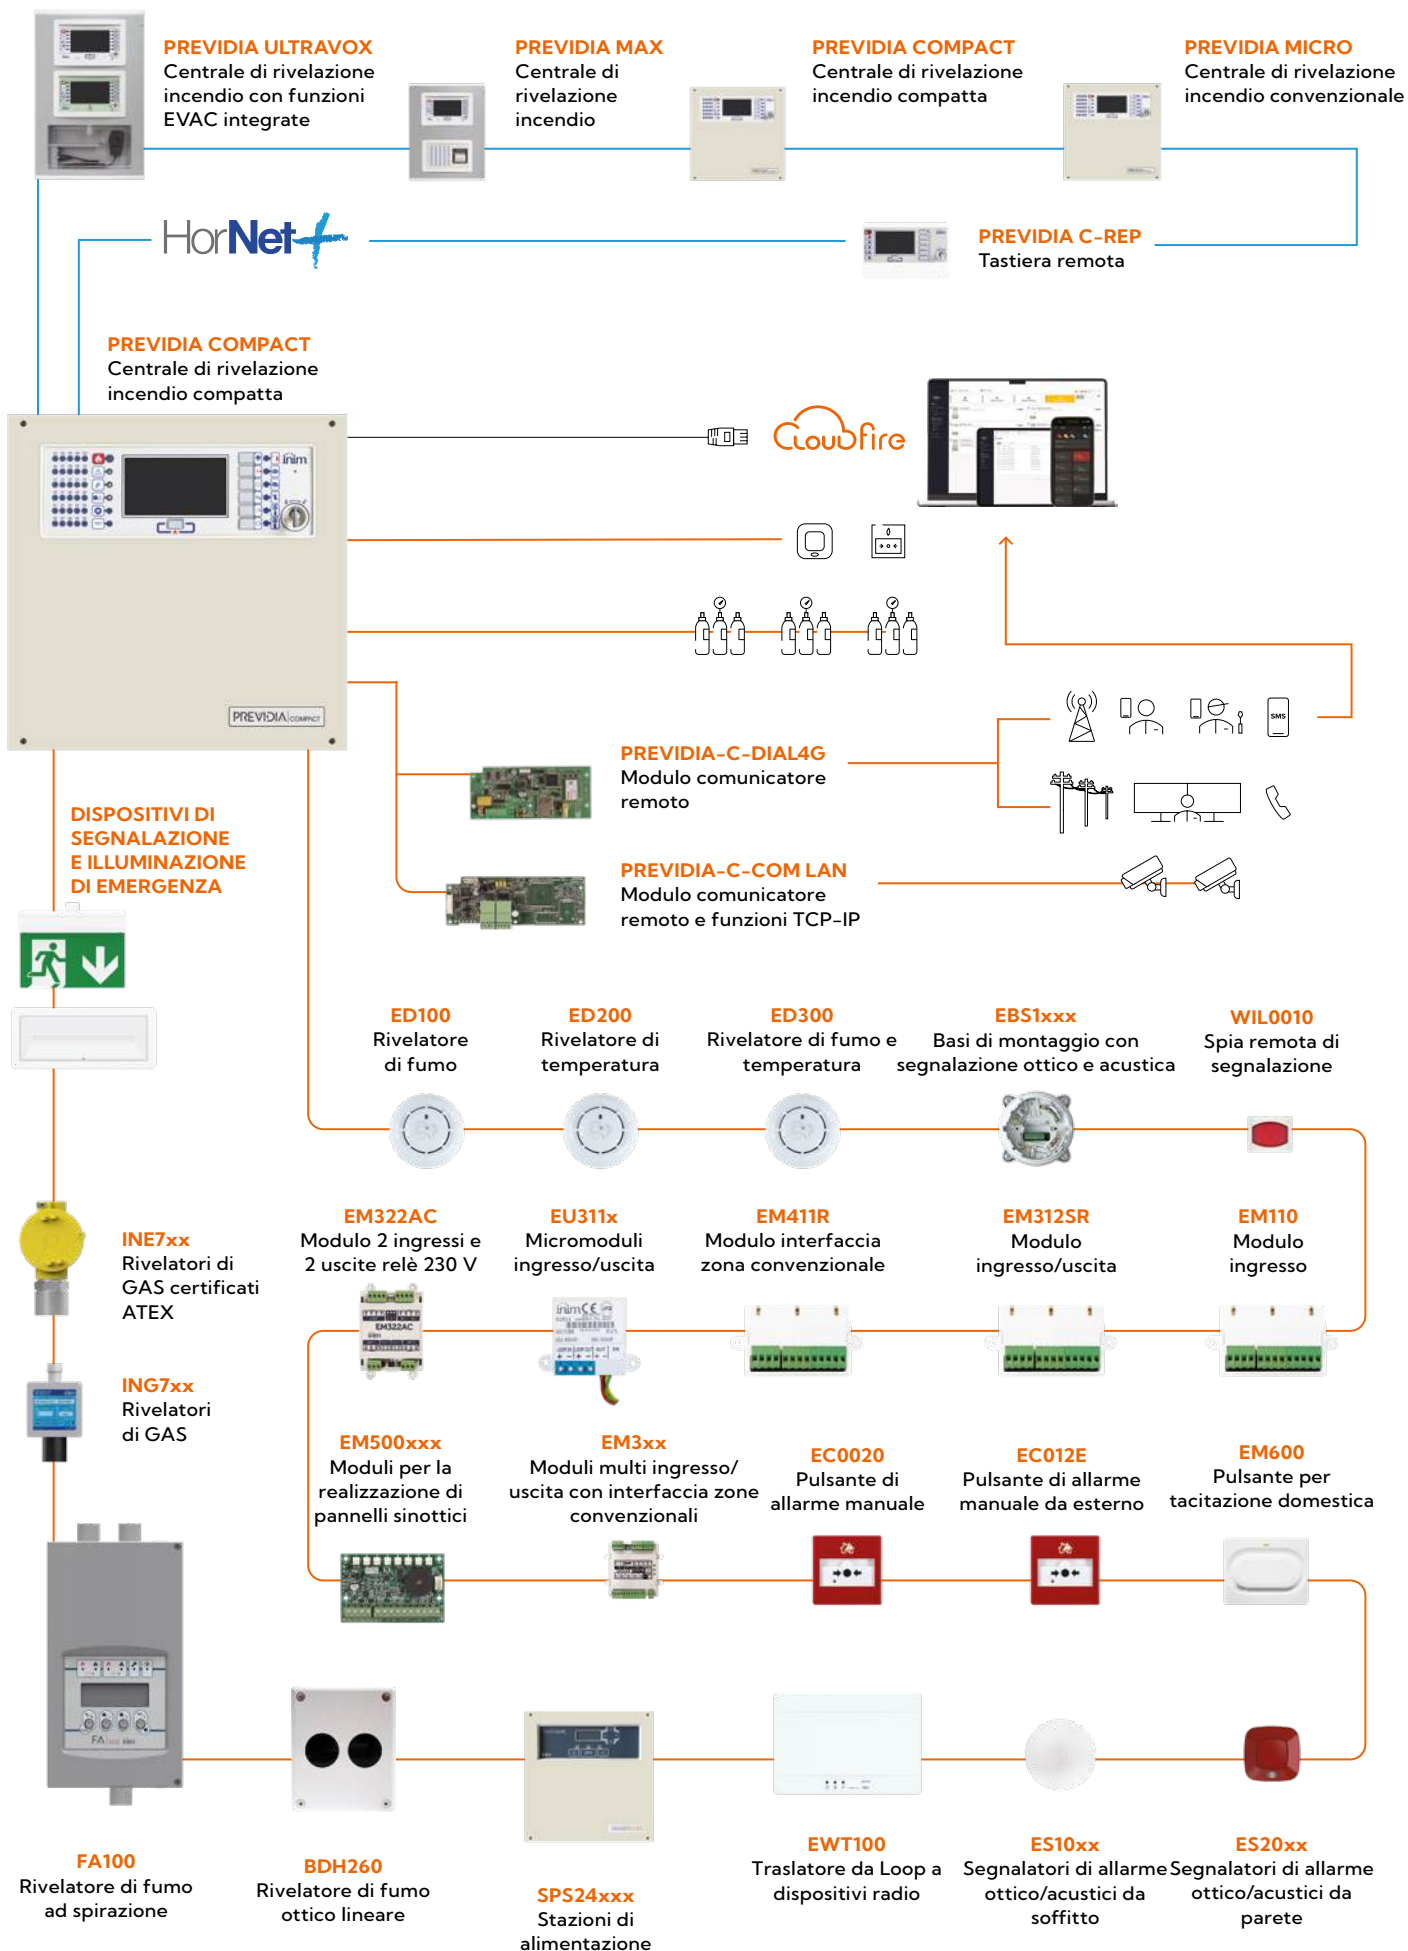 PREVIDIA ULTRAVOX
Centrale di rivelazione
incendio con funzioni
EVAC integrate
PREVIDIA MAX
Centrale di
rivelazione
incendio
PREVIDIA COMPACT
Centrale di rivelazione
incendio compatta
PREVIDIA MICRO
Centrale di rivelazione
incendio convenzionale
HorNet+
PREVIDIA C-REP
Tastiera remota
PREVIDIA COMPACT
Centrale di rivelazione
incendio compatta
inim
PREVIDIA COMPACT
CLOUDFIRE
SMS
PREVIDIA-C-DIAL4G
Modulo comunicatore
remoto
PREVIDIA-C-COM LAN
Modulo comunicatore
remoto e funzioni TCP-IP
DISPOSITIVI DI
SEGNALAZIONE
E ILLUMINAZIONE
DI EMERGENZA
ED100
Rivelatore
di fumo
ED200
Rivelatore di
temperatura
ED300
Rivelatore di fumo e
temperatura
EBS1xxx
Basi di montaggio con
segnalazione ottico e acustica
WIL0010
Spia remota di
segnalazione
INE7xx
Rivelatori di
GAS certificati
ATEX
EM322AC
Modulo 2 ingressi e
2 uscite relè 230 V
EM322AC
inim
EU311x
Micromoduli
ingresso/uscita
inim CE
EM411R
Modulo interfaccia
zona convenzionale
EM312SR
Modulo
ingresso/uscita
EM110
Modulo
ingresso
ING7xx
Rivelatori
di GAS
EM500xxx
Moduli per la
realizzazione di
pannelli sinottici
EM3xx
Moduli multi ingresso/
uscita con interfaccia zone
convenzionali
EC0020
Pulsante di
allarme manuale
EC012E
Pulsante di allarme
manuale da esterno
EM600
Pulsante per
tacitazione domestica
FA100
Rivelatore di fumo
ad spirazione
BDH260
Rivelatore di fumo
ottico lineare
SPS24xxx
Stazioni di
alimentazione
EWT100
Traslatore da Loop a
dispositivi radio
ES10xx
Segnalatori di allarme
ottico/acustici da
soffitto
ES20xx
Segnalatori di allarme
ottico/acustici da
parete